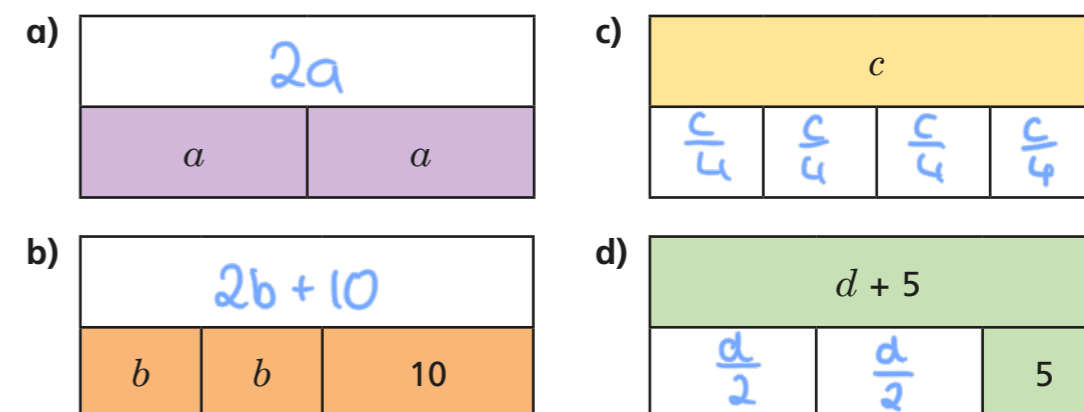 a) 2a
a a
b) 2b + 10
b b 10
c) c
c/4 c/4 c/4 c/4
d) d + 5
d/2 d/2 5